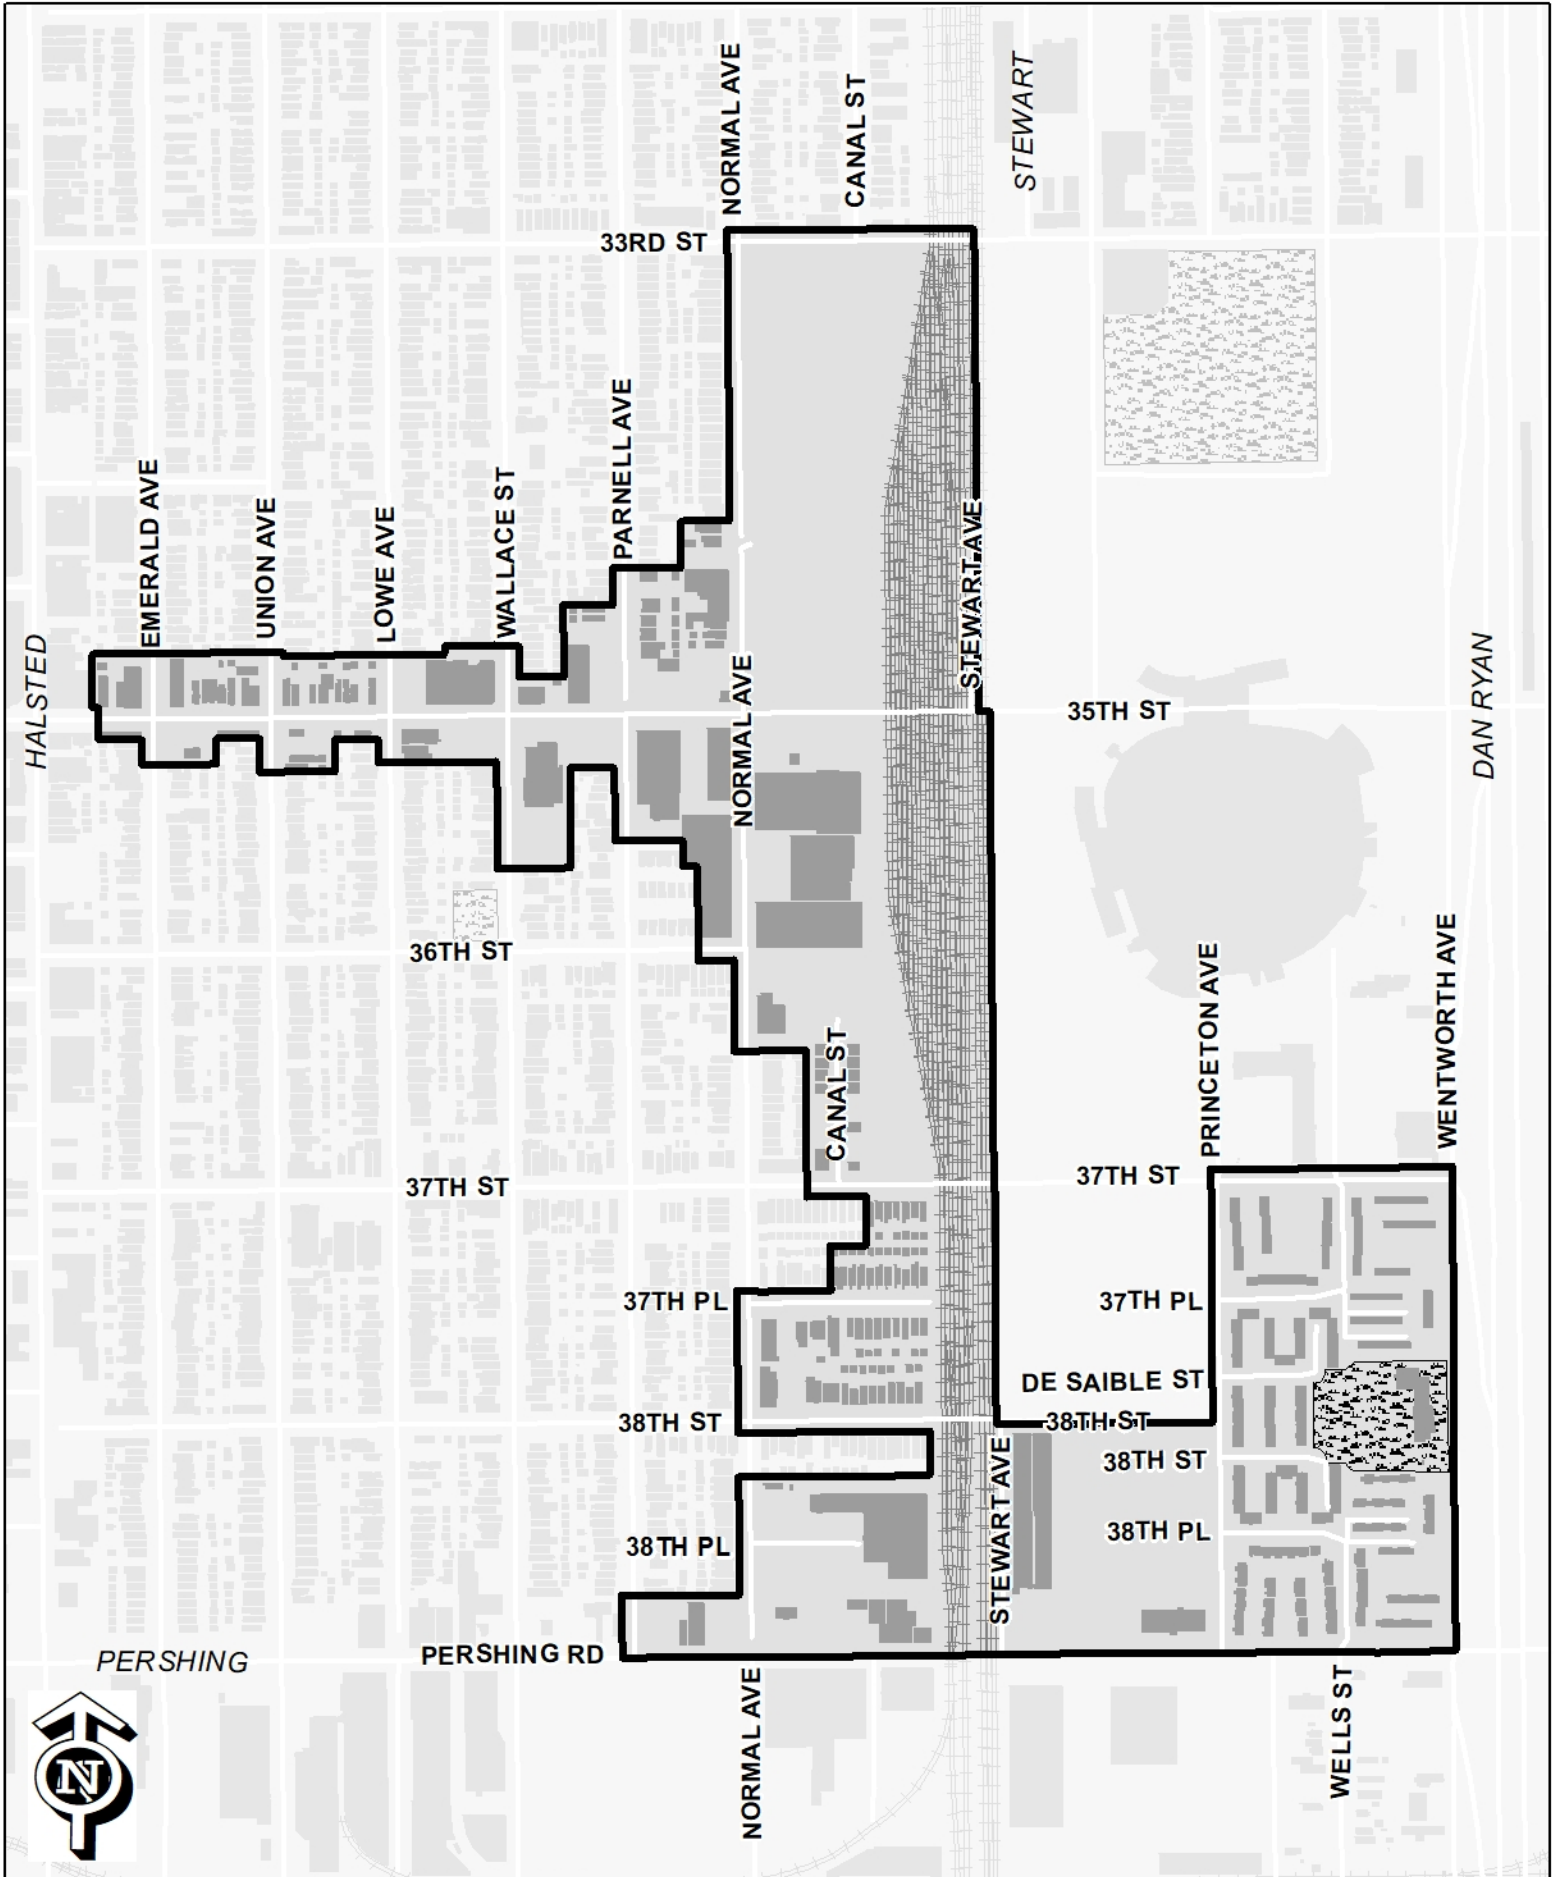 NORMAL AVE
CANAL ST
STEWART
33RD ST
PARNELL AVE
EMERALD AVE
UNION AVE
LOWE AVE
WALLACE ST
STEWART AVE
HALSTED
NORMAL AVE
35TH ST
DAN RYAN
36TH ST
PRINCETON AVE
WENTWORTH AVE
CANAL ST
37TH ST
37TH ST
37TH PL
37TH PL
DE SAIBLE ST
38TH ST
38TH ST
38TH ST
STEWART AVE
38TH PL
38TH PL
PERSHING
PERSHING RD
NORMAL AVE
WELLS ST
N